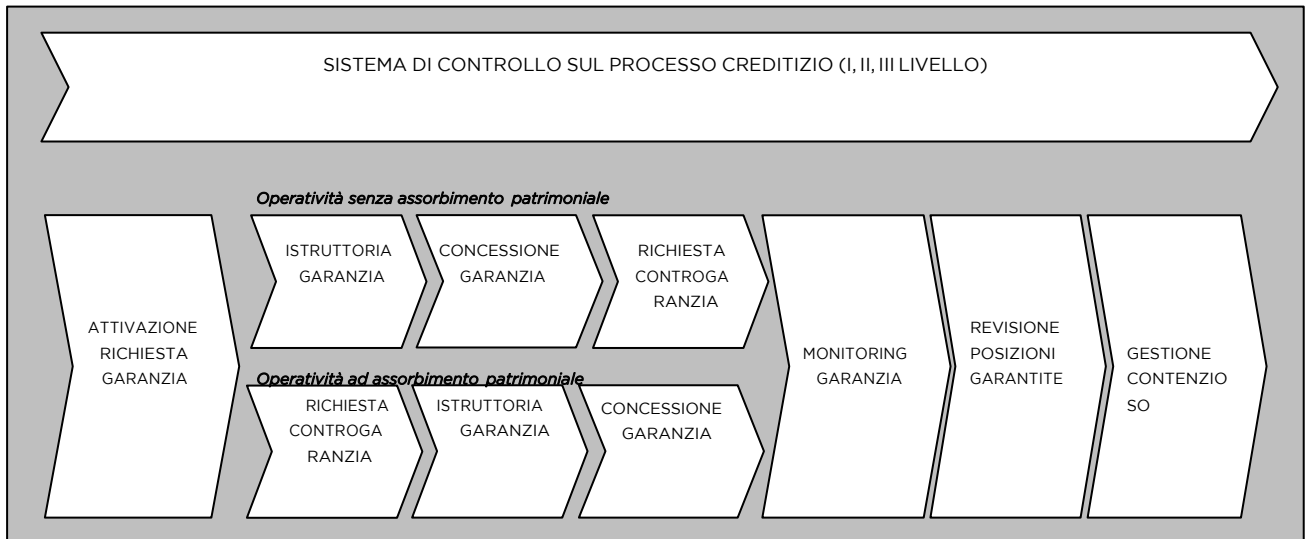 SISTEMA DI CONTROLLO SUL PROCESSO CREDITIZIO (I, II, III LIVELLO)
Operatività senza assorbimento patrimoniale
ATTIVAZIONE
RICHIESTA
GARANZIA
ISTRUTTORIA
GARANZIA
CONCESSIONE
GARANZIA
RICHIESTA
CONTROGA
RANZIA
Operatività ad assorbimento patrimoniale
RICHIESTA
CONTROGA
RANZIA
ISTRUTTORIA
GARANZIA
CONCESSIONE
GARANZIA
MONITORING
GARANZIA
REVISIONE
POSIZIONI
GARANTITE
GESTIONE
CONTENZIO
SO